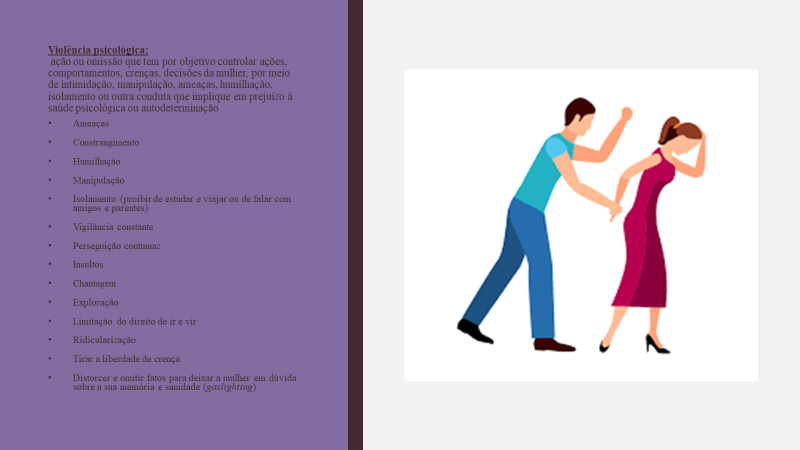 Violência psicológica:
ação ou omissão que tem por objetivo controlar ações,
comportamentos, crenças, decisões da mulher, por meio
de intimidação, manipulação, ameaças, humilhação,
isolamento ou outra conduta que implique em prejuízo à
saúde psicológica ou autodeterminação
• Ameaças
• Constrangimento
• Humilhação
• Manipulação
• Isolamento (proibir de estudar e viajar ou de falar com
amigos e parentes)
• Vigilância constante
• Perseguição contumaz
• Insultos
• Chantagem
• Exploração
• Limitação do direito de ir e vir
• Ridicularização
• Tirar a liberdade de crença
• Distorcer e omitir fatos para deixar a mulher em dúvida
sobre a sua memória e sanidade (gaslighting)